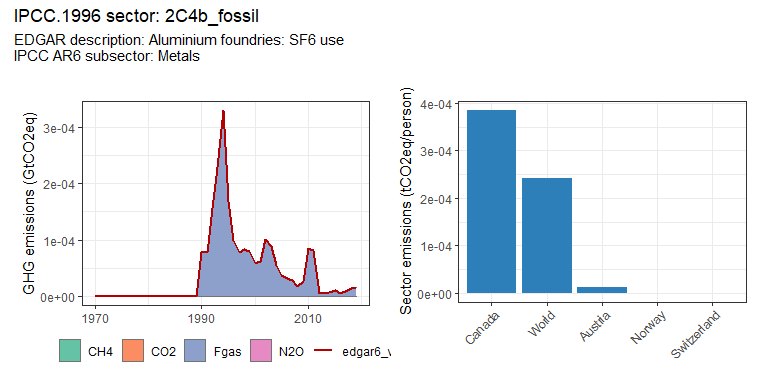 IPCC.1996 sector: 2C4b_fossil
EDGAR description: Aluminium foundries: SF6 use
IPCC AR6 subsector: Metals
GHG emissions (GtCO2eq)
3e-04
2e-04
1e-04
0e+00
1970
1990
2010
CH4 CO2 Fgas N2O edgar6_v
Sector emissions (tCO2eq/person)
4e-04
3e-04
2e-04
1e-04
0e+00
Canada
World
Austria
Norway
Switzerland